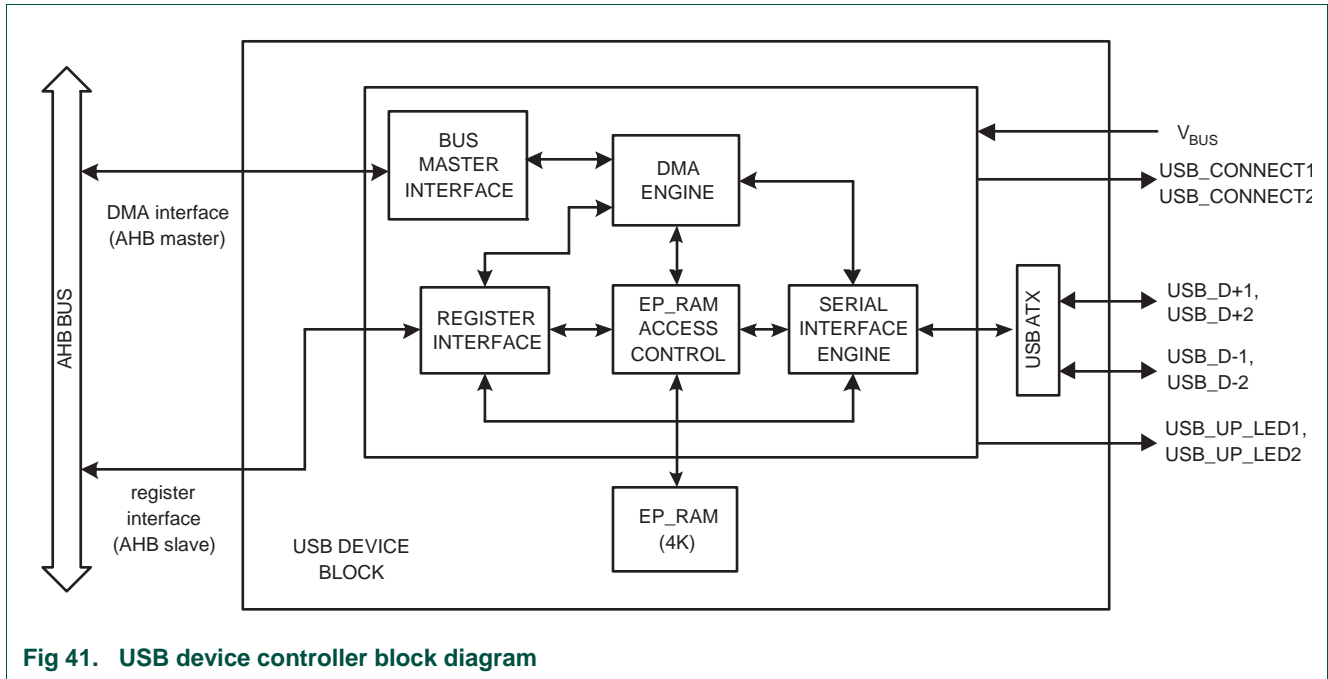 AHB BUS
DMA interface
(AHB master)
register
interface
(AHB slave)
BUS
MASTER
INTERFACE
DMA
ENGINE
REGISTER
INTERFACE
EP_RAM
ACCESS
CONTROL
SERIAL
INTERFACE
ENGINE
EP_RAM
(4K)
USB DEVICE
BLOCK
USB ATX
VBUS
USB_CONNECT1
USB_CONNECT2
USB_D+1,
USB_D+2
USB_D-1,
USB_D-2
USB_UP_LED1,
USB_UP_LED2
Fig 41. USB device controller block diagram